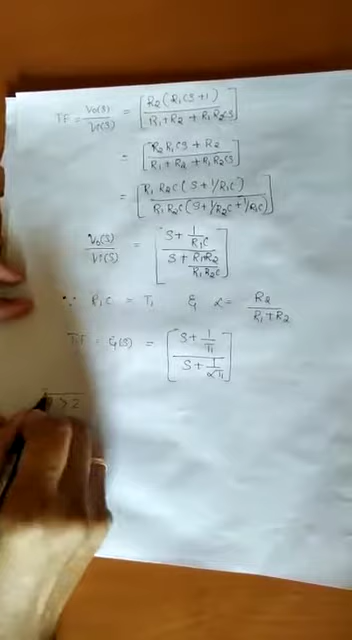 TF = Vo(s)/Vi(s) = [R2(R1CS+1)/R1+R2+R1R2CS]
= [R2R1CS+R2/R1+R2+R1R2CS]
= [R1R2C(S+1/R1C)/R1R2C(S+1/R2C+1/R1C)]
Vo(s)/Vi(s) = [S+1/R1C/S+R1+R2/R1R2C]
∵ R1C = T1 & α = R2/R1+R2
T.F = G(s) = [S+1/T1/S+1/αT1]
> 2